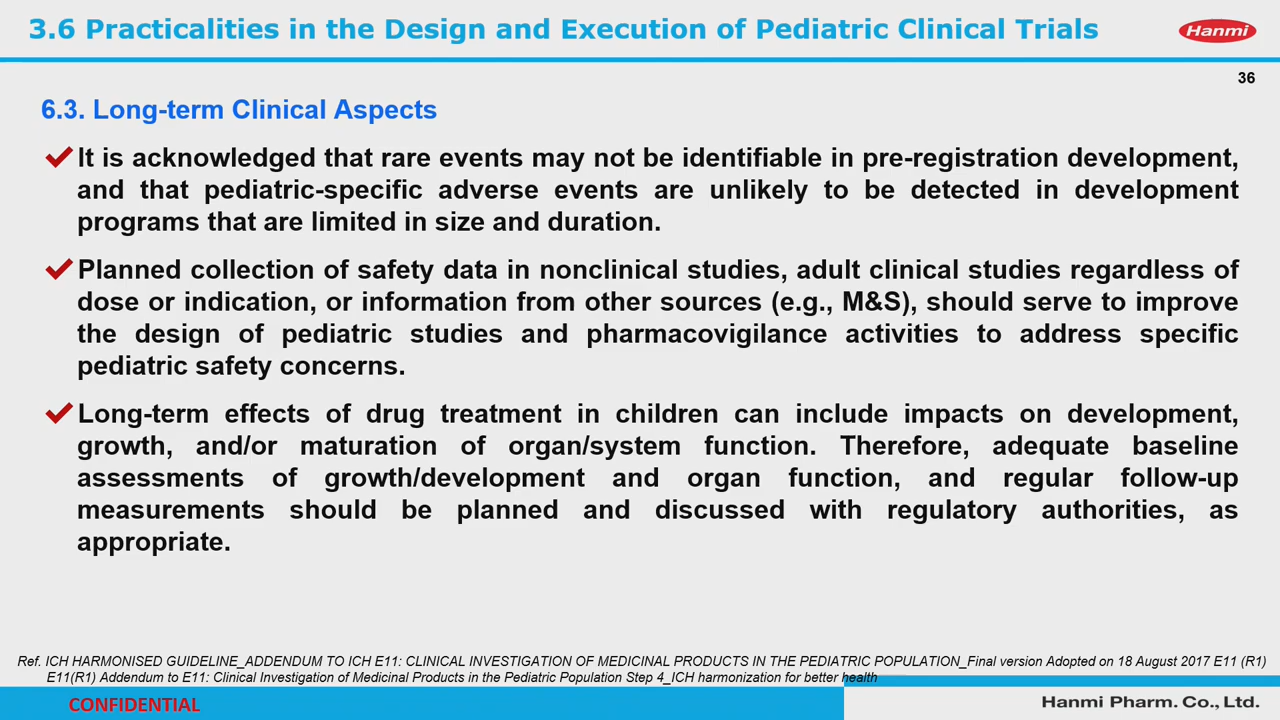 3.6 Practicalities in the Design and Execution of Pediatric Clinical Trials
Hanmi
36
6.3. Long-term Clinical Aspects
It is acknowledged that rare events may not be identifiable in pre-registration development,
and that pediatric-specific adverse events are unlikely to be detected in development
programs that are limited in size and duration.
Planned collection of safety data in nonclinical studies, adult clinical studies regardless of
dose or indication, or information from other sources (e.g., M&S), should serve to improve
the design of pediatric studies and pharmacovigilance activities to address specific
pediatric safety concerns.
Long-term effects of drug treatment in children can include impacts on development,
growth, and/or maturation of organ/system function. Therefore, adequate baseline
assessments of growth/development and organ function, and regular follow-up
measurements should be planned and discussed with regulatory authorities, as
appropriate.
Ref. ICH HARMONISED GUIDELINE_ADDENDUM TO ICH E11: CLINICAL INVESTIGATION OF MEDICINAL PRODUCTS IN THE PEDIATRIC POPULATION_Final version Adopted on 18 August 2017 E11 (R1)
E11(R1) Addendum to E11: Clinical Investigation of Medicinal Products in the Pediatric Population Step 4_ICH harmonization for better health
CONFIDENTIAL
Hanmi Pharm. Co., Ltd.